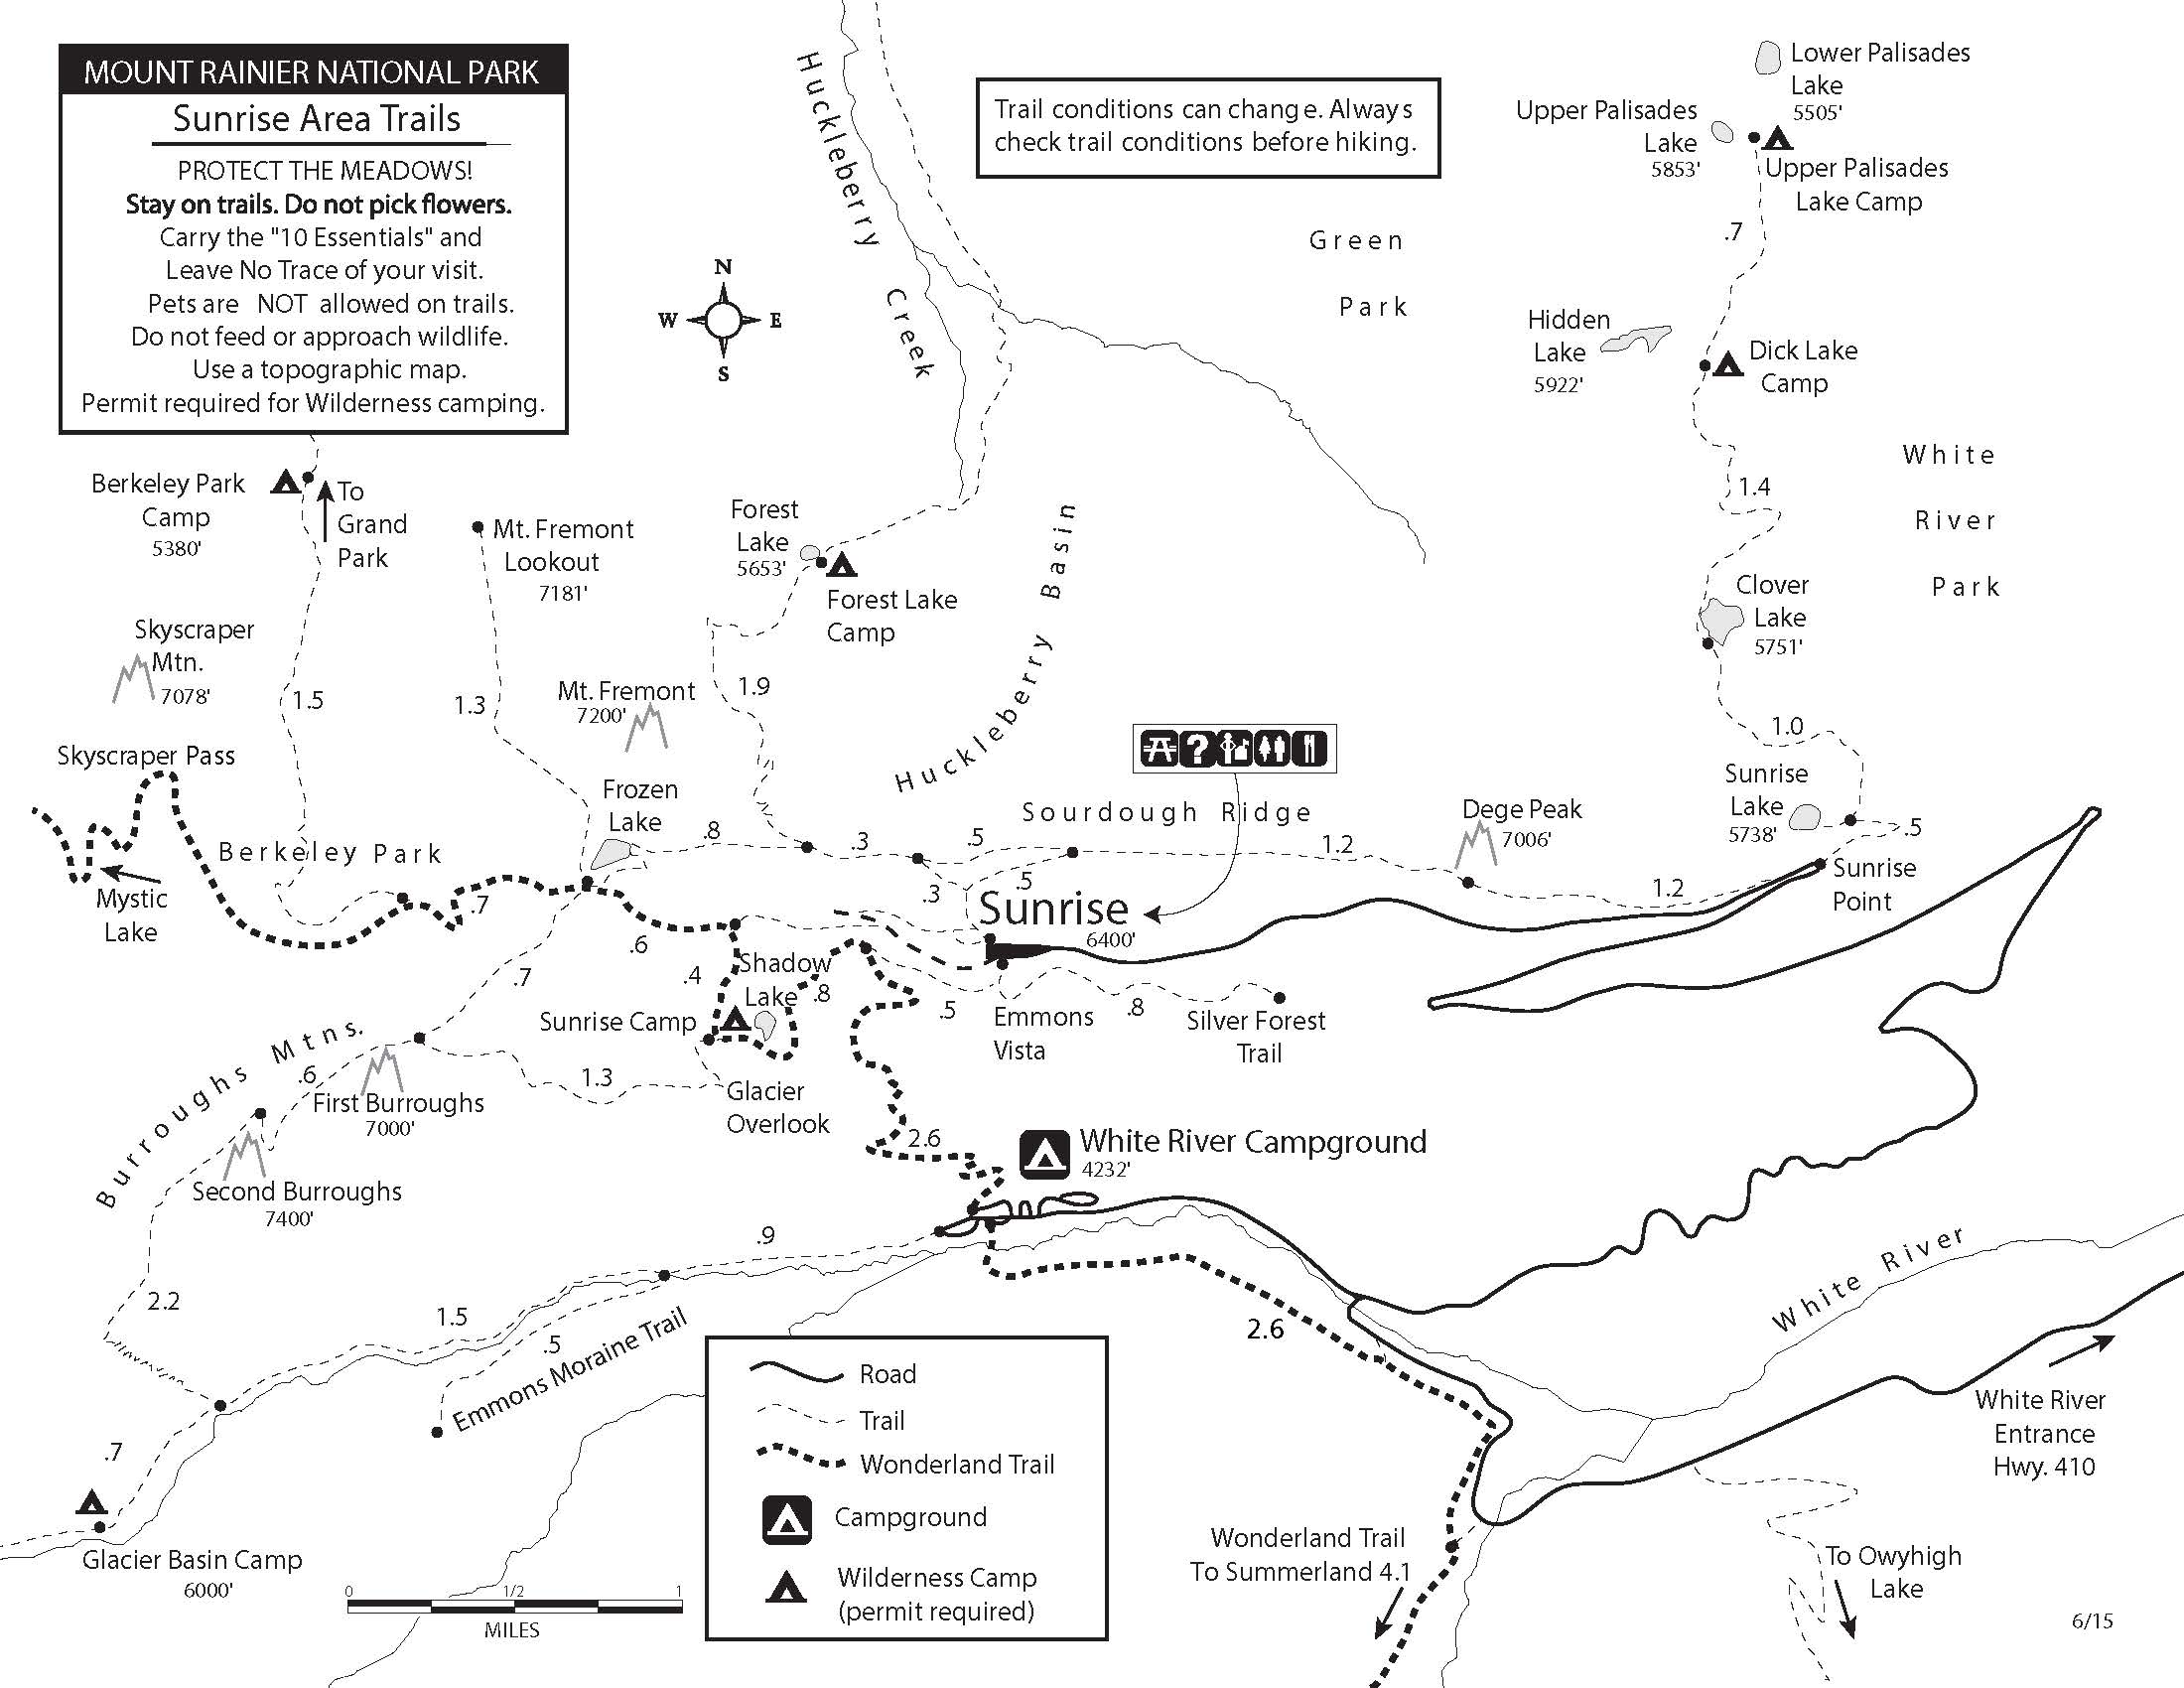 MOUNT RAINIER NATIONAL PARK
Sunrise Area Trails
PROTECT THE MEADOWS!
Stay on trails. Do not pick flowers.
Carry the "10 Essentials" and
Leave No Trace of your visit.
Pets are NOT allowed on trails.
Do not feed or approach wildlife.
Use a topographic map.
Permit required for Wilderness camping.
Trail conditions can change. Always
check trail conditions before hiking.
N
W E
S
Huckleberry Creek
Green
Park
Lower Palisades
Lake
5505'
Upper Palisades
Lake
5853'
Upper Palisades
Lake Camp
.7
Hidden
Lake
5922'
Dick Lake
Camp
White
River
Park
1.4
Clover
Lake
5751'
1.0
Sunrise
Lake
5738'
.5
Sunrise
Point
Berkeley Park
Camp
5380'
To
Grand
Park
Mt. Fremont
Lookout
7181'
Forest
Lake
5653'
Forest Lake
Camp
Huckleberry Basin
Skyscraper
Mtn.
7078'
1.5
1.3
Mt. Fremont
7200'
1.9
Skyscraper Pass
Frozen
Lake
.8
.3
.5
Sourdough Ridge
1.2
Dege Peak
7006'
1.2
Berkeley Park
Mystic
Lake
.7
.6
.3
.5
Sunrise
6400'
.7
.4
Shadow
Lake
.8
.5
Emmons
Vista
.8
Silver Forest
Trail
Sunrise Camp
Burroughs Mtns.
.6
First Burroughs
7000'
1.3
Glacier
Overlook
Second Burroughs
7400'
2.6
White River Campground
4232'
.9
2.2
1.5
.5
Emmons Moraine Trail
2.6
White River
White River
Entrance
Hwy. 410
.7
Glacier Basin Camp
6000'
0 1/2 1
MILES
Road
Trail
Wonderland Trail
Campground
Wilderness Camp
(permit required)
Wonderland Trail
To Summerland 4.1
To Owyhigh
Lake
6/15
?